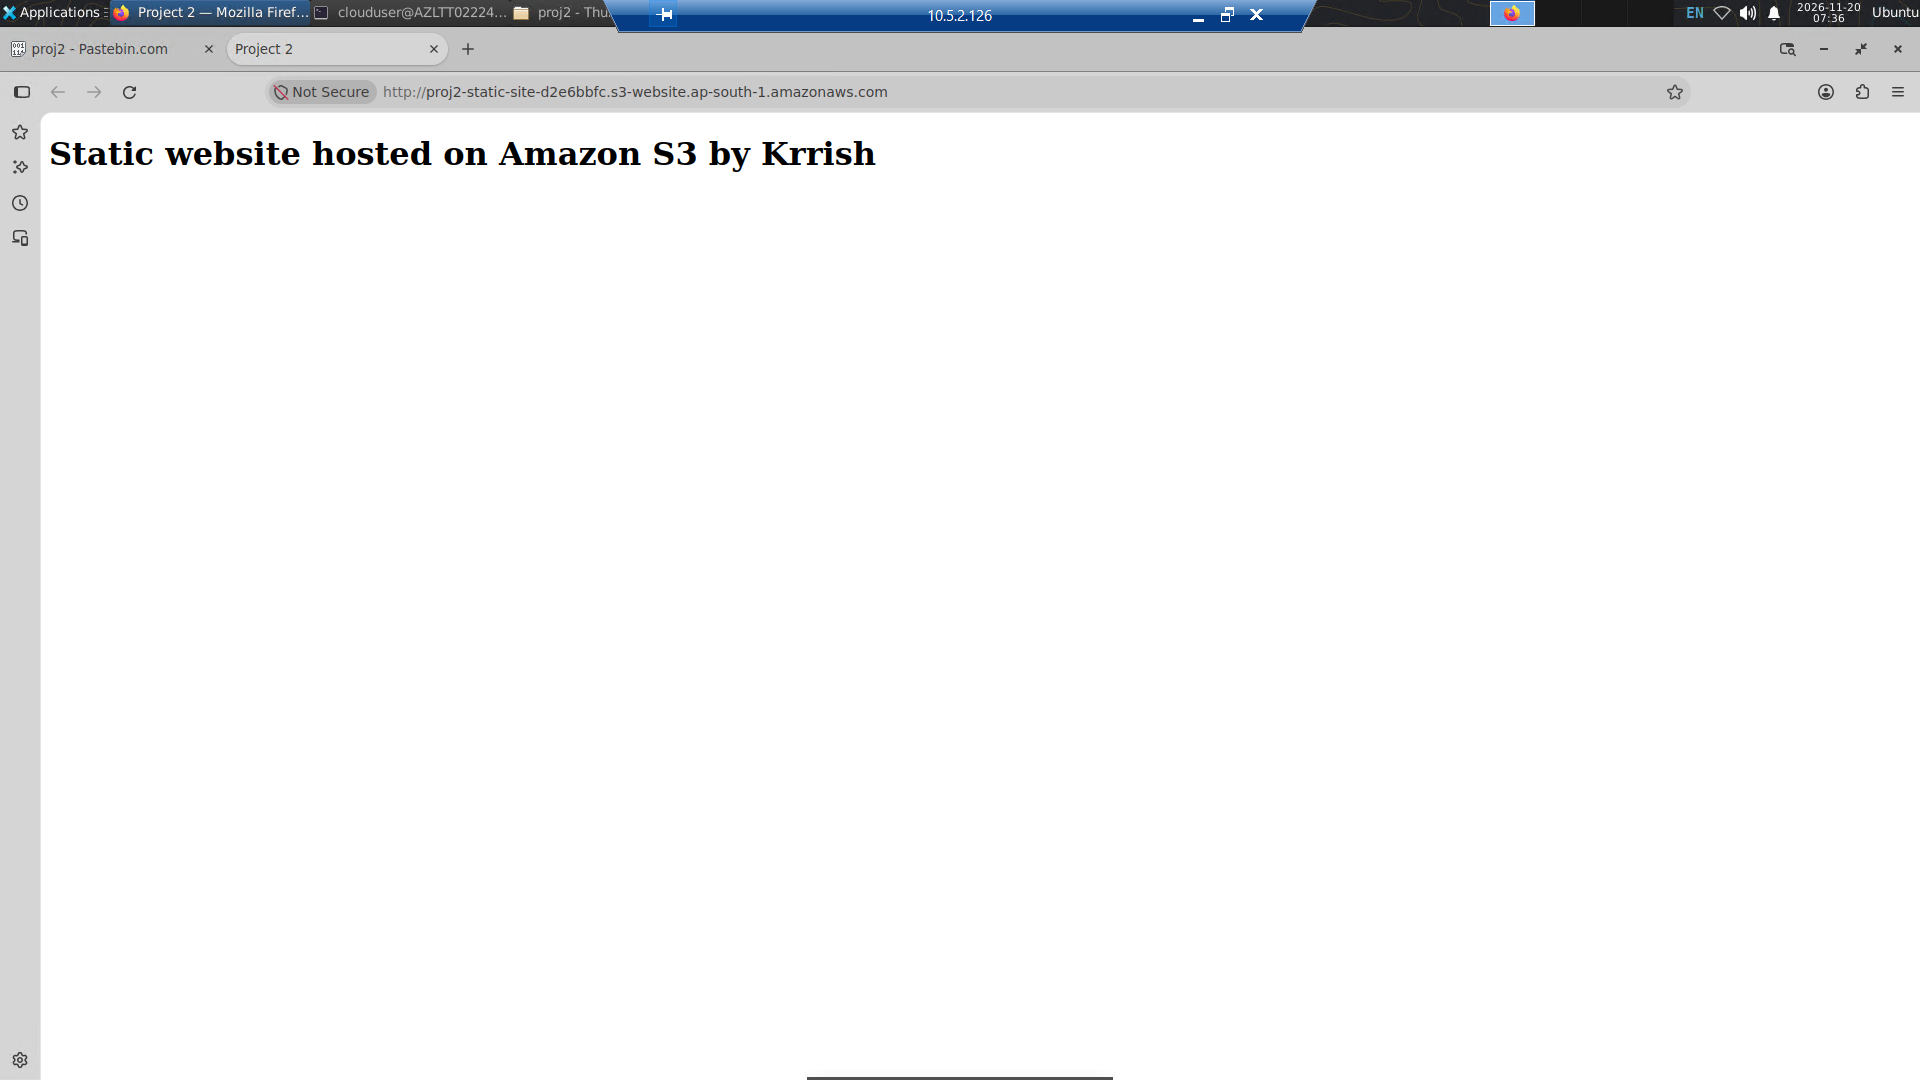 Applications
Project 2 — Mozilla Firef...
clouduser@AZLTT02224...
proj2 - Thu
10.5.2.126
EN
2026-11-20
07:36
Ubuntu
proj2 - Pastebin.com
Project 2
Not Secure
http://proj2-static-site-d2e6bbfc.s3-website.ap-south-1.amazonaws.com
Static website hosted on Amazon S3 by Krrish